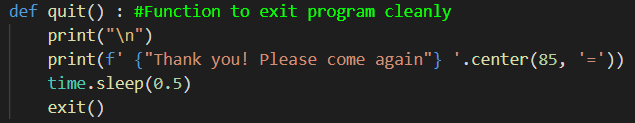 def quit() : #Function to exit program cleanly
    print("\n")
    print(f' {"Thank you! Please come again"} '.center(85, '='))
    time.sleep(0.5)
    exit()